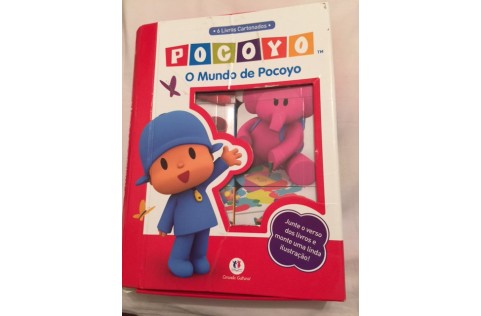 • 6 Livros Cartonados •
POCOYO™
O Mundo de Pocoyo
Junte o verso
dos livros e
monte uma linda
ilustração!
Ciranda Cultural